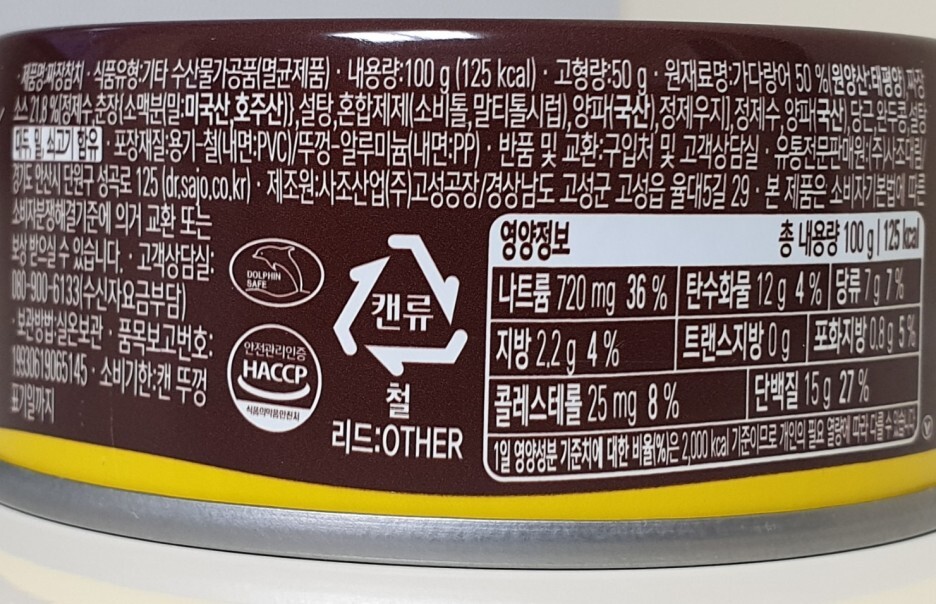 ·제품명:짜장참치 · 식품유형:기타 수산물가공품(멸균제품) · 내용량:100 g (125 kcal) · 고형량:50 g · 원재료명:가다랑어 50 %(원양산:태평양), 짜장
소스 21.8 %{정제수, 춘장{소맥분(밀:미국산, 호주산)}, 설탕, 혼합제제(소비톨, 말티톨시럽), 양파(국산), 정제우지}, 정제수, 양파(국산), 당근, 완두콩, 설탕
대두, 밀, 쇠고기 함유 · 포장재질:용기-철(내면:PVC)/뚜껑-알루미늄(내면:PP) · 반품 및 교환:구입처 및 고객상담실 · 유통전문판매원:(주)사조대림/
경기도 안산시 단원구 성곡로 125 (dr.sajo.co.kr) · 제조원:사조산업(주)고성공장/경상남도 고성군 고성읍 율대5길 29 · 본 제품은 소비자기본법에 따른
소비자분쟁해결기준에 의거 교환 또는
보상 받으실 수 있습니다. · 고객상담실:
080-900-6133(수신자요금부담)
· 보관방법:실온보관 · 품목보고번호:
19930619065145 · 소비기한:캔 뚜껑
표기일까지
DOLPHIN
SAFE
안전관리인증
HACCP
식품의약품안전처
캔류
철
리드:OTHER
영양정보 총 내용량 100 g | 125 kcal
나트륨 720 mg 36 % 탄수화물 12 g 4 % 당류 7 g 7 %
지방 2.2 g 4 % 트랜스지방 0 g 포화지방 0.8 g 5 %
콜레스테롤 25 mg 8 % 단백질 15 g 27 %
1일 영양성분 기준치에 대한 비율(%)은 2,000 kcal 기준이므로 개인의 필요 열량에 따라 다를 수 있습니다.